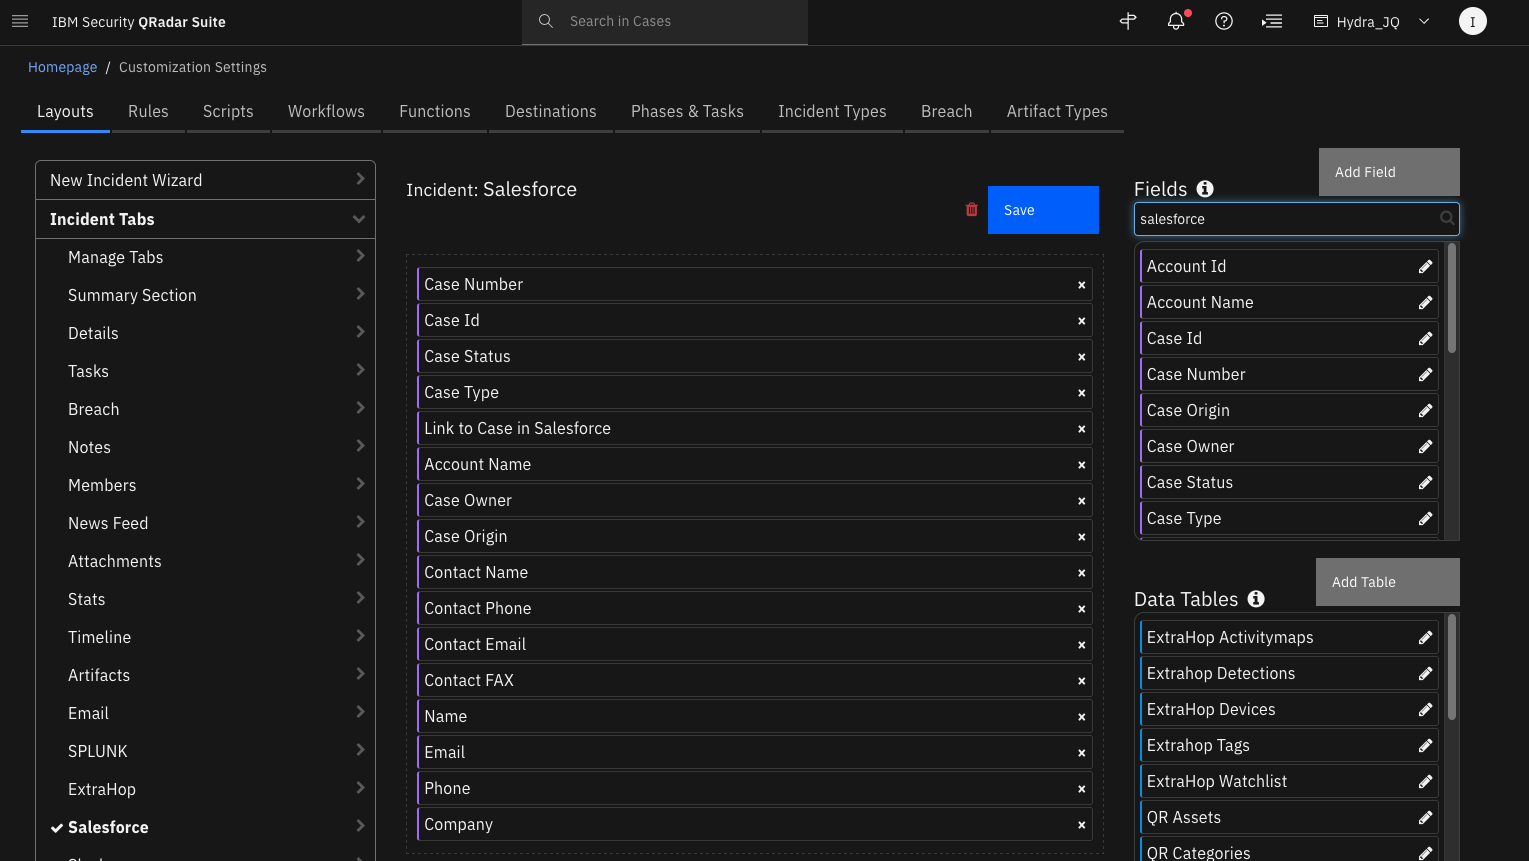 IBM Security QRadar Suite
Search in Cases
Hydra_JQ
I
Homepage / Customization Settings
Layouts
Rules
Scripts
Workflows
Functions
Destinations
Phases & Tasks
Incident Types
Breach
Artifact Types
New Incident Wizard
Incident Tabs
Manage Tabs
Summary Section
Details
Tasks
Breach
Notes
Members
News Feed
Attachments
Stats
Timeline
Artifacts
Email
SPLUNK
ExtraHop
Salesforce
Incident: Salesforce
Save
Case Number
Case Id
Case Status
Case Type
Link to Case in Salesforce
Account Name
Case Owner
Case Origin
Contact Name
Contact Phone
Contact Email
Contact FAX
Name
Email
Phone
Company
Add Field
Fields
salesforce
Account Id
Account Name
Case Id
Case Number
Case Origin
Case Owner
Case Status
Case Type
Add Table
Data Tables
ExtraHop Activitymaps
Extrahop Detections
ExtraHop Devices
Extrahop Tags
ExtraHop Watchlist
QR Assets
QR Categories